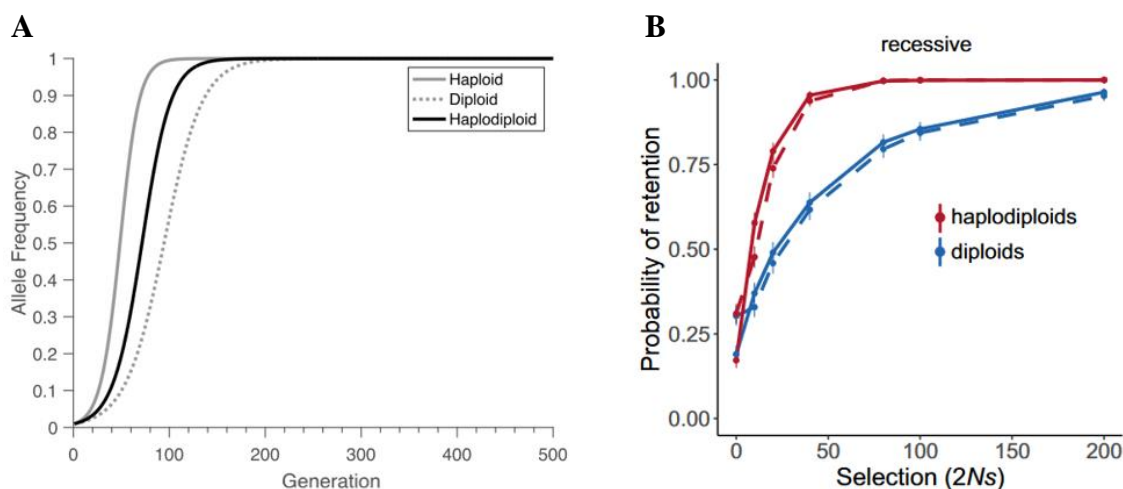 A
1
0.9
0.8
0.7
0.6
0.5
0.4
0.3
0.2
0.1
0
Allele Frequency
0 100 200 300 400 500
Generation
Haploid
Diploid
Haplodiploid
B
recessive
1.00
0.75
0.50
0.25
0.00
Probability of retention
haplodiploids
diploids
0 50 100 150 200
Selection (2Ns)